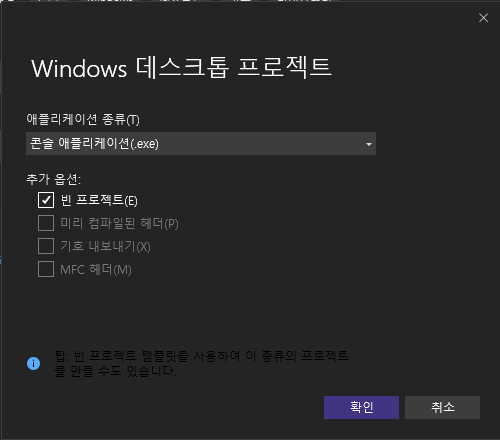 Windows 데스크톱 프로젝트
애플리케이션 종류(T)
콘솔 애플리케이션(.exe)
추가 옵션:
빈 프로젝트(E)
미리 컴파일된 헤더(P)
기호 내보내기(X)
MFC 헤더(M)
팁: 빈 프로젝트 템플릿을 사용하여 이 종류의 프로젝트
를 만들 수도 있습니다.
확인 취소